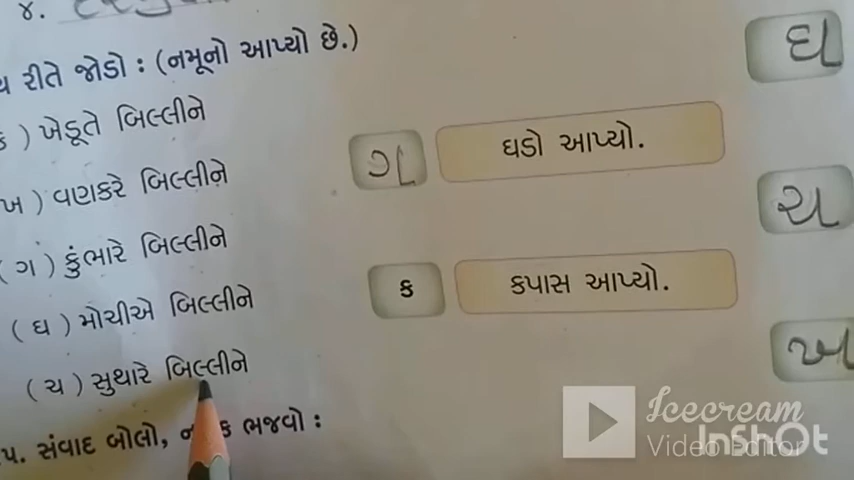 ૪.
રીતે જોડો : (નમૂનો આપ્યો છે.)
ક ) ખેડૂતે બિલ્લીને
ખ ) વણકરે બિલ્લીને
( ગ ) કુંભારે બિલ્લીને
( ઘ ) મોચીએ બિલ્લીને
( ચ ) સુથારે બિલ્લીને
ગ ઘડો આપ્યો.
ક કપાસ આપ્યો.
ઘ
ચ
ખ
૫. સંવાદ બોલો, ભજવો :
Icecream
Video Editor
InShOt